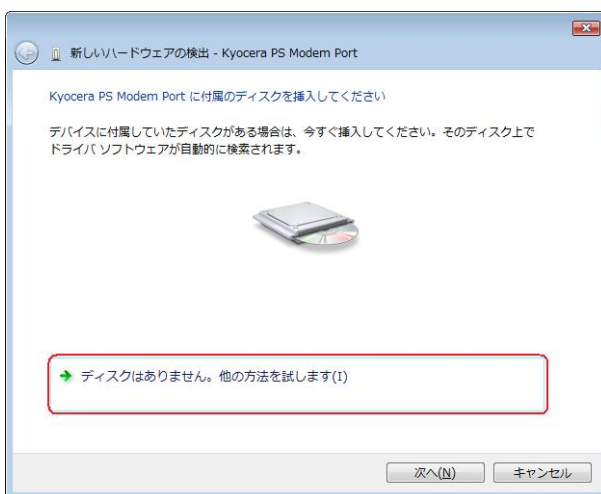 新しいハードウェアの検出 - Kyocera PS Modem Port
Kyocera PS Modem Port に付属のディスクを挿入してください
デバイスに付属していたディスクがある場合は、今すぐ挿入してください。そのディスク上で
ドライバ ソフトウェアが自動的に検索されます。
ディスクはありません。他の方法を試します(I)
次へ(N)
キャンセル